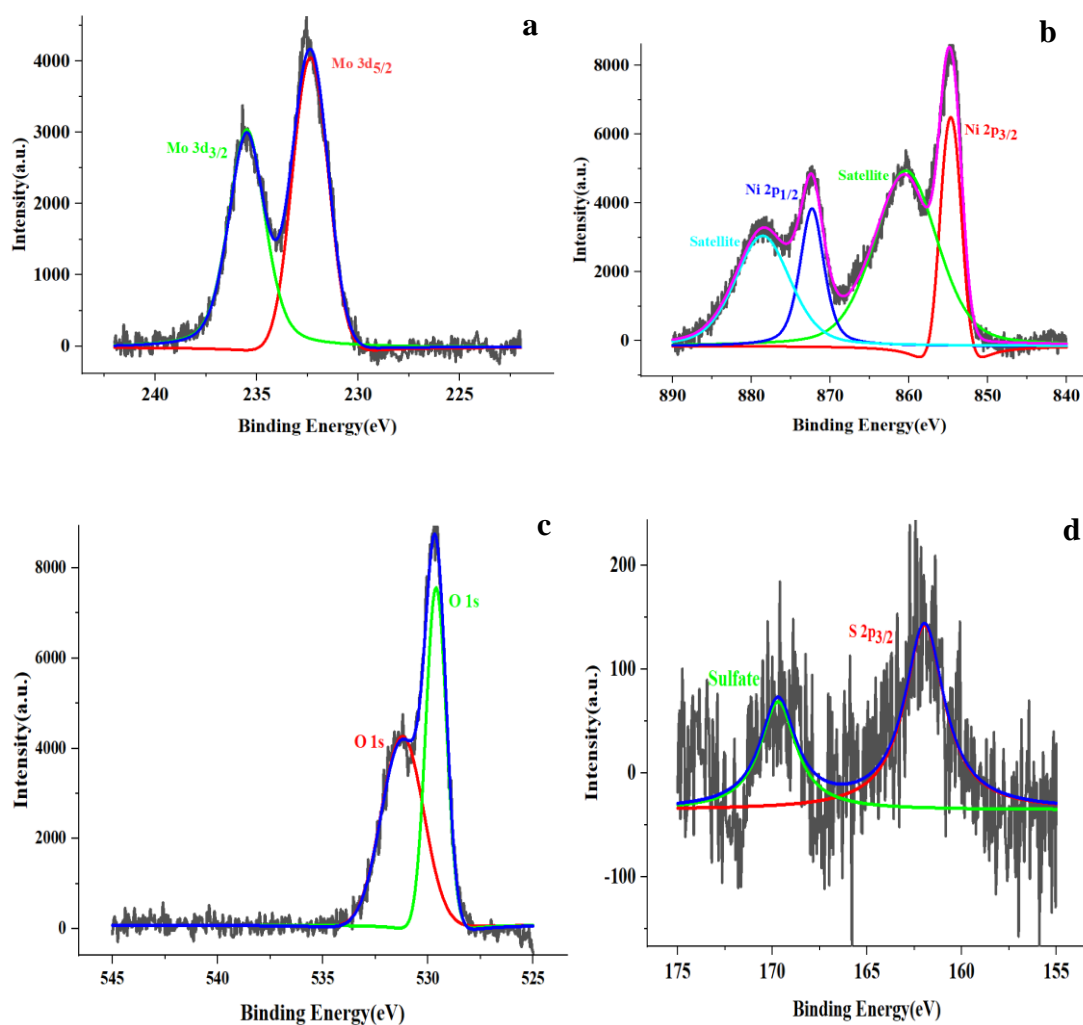 a
Mo 3d5/2
Mo 3d3/2
4000
3000
2000
1000
0
Intensity(a.u.)
240 235 230 225
Binding Energy(eV)
b
Ni 2p3/2
Satellite
Ni 2p1/2
Satellite
8000
6000
4000
2000
0
Intensity(a.u.)
890 880 870 860 850 840
Binding Energy(eV)
c
O 1s
O 1s
8000
6000
4000
2000
0
Intensity(a.u.)
545 540 535 530 525
Binding Energy(eV)
d
S 2p3/2
Sulfate
200
100
0
-100
Intensity(a.u.)
175 170 165 160 155
Binding Energy(eV)